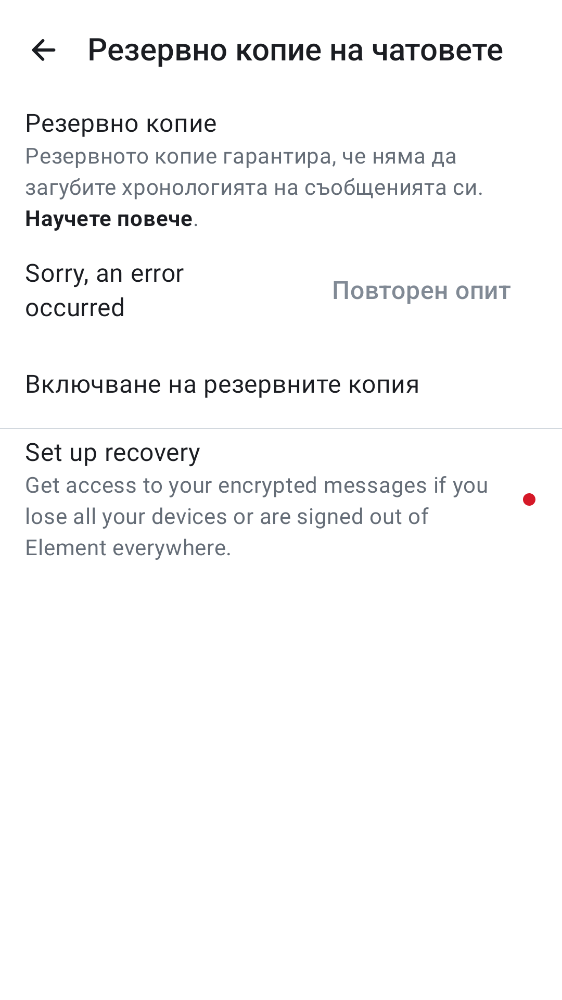 Резервно копие на чатовете
Резервно копие
Резервното копие гарантира, че няма да
загубите хронологията на съобщенията си.
Научете повече.
Sorry, an error
occurred
Повторен опит
Включване на резервните копия
Set up recovery
Get access to your encrypted messages if you
lose all your devices or are signed out of
Element everywhere.